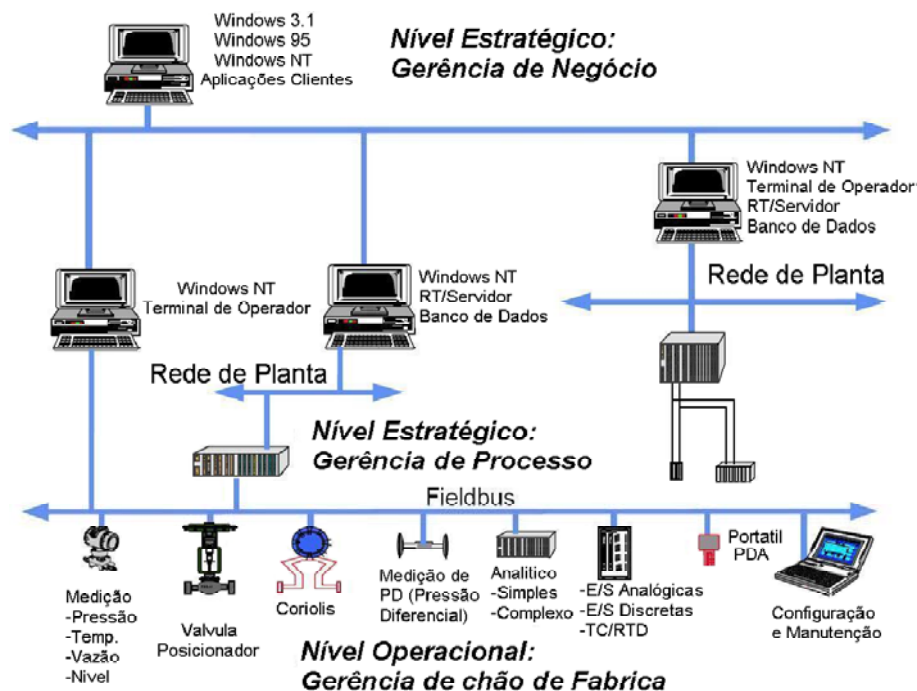 Windows 3.1
Windows 95
Windows NT
Aplicações Clientes
Nível Estratégico:
Gerência de Negócio
Windows NT
Terminal de Operador
RT/Servidor
Banco de Dados
Windows NT
Terminal de Operador
Windows NT
RT/Servidor
Banco de Dados
Rede de Planta
Rede de Planta
Nível Estratégico:
Gerência de Processo
Fieldbus
Medição
-Pressão
-Temp.
-Vazão
-Nivel
Valvula
Posicionador
Coriolis
Medição de
PD (Pressão
Diferencial)
Analitico
-Simples
-Complexo
-E/S Analógicas
-E/S Discretas
-TC/RTD
Portatil
PDA
Configuração
e Manutenção
Nível Operacional:
Gerência de chão de Fabrica